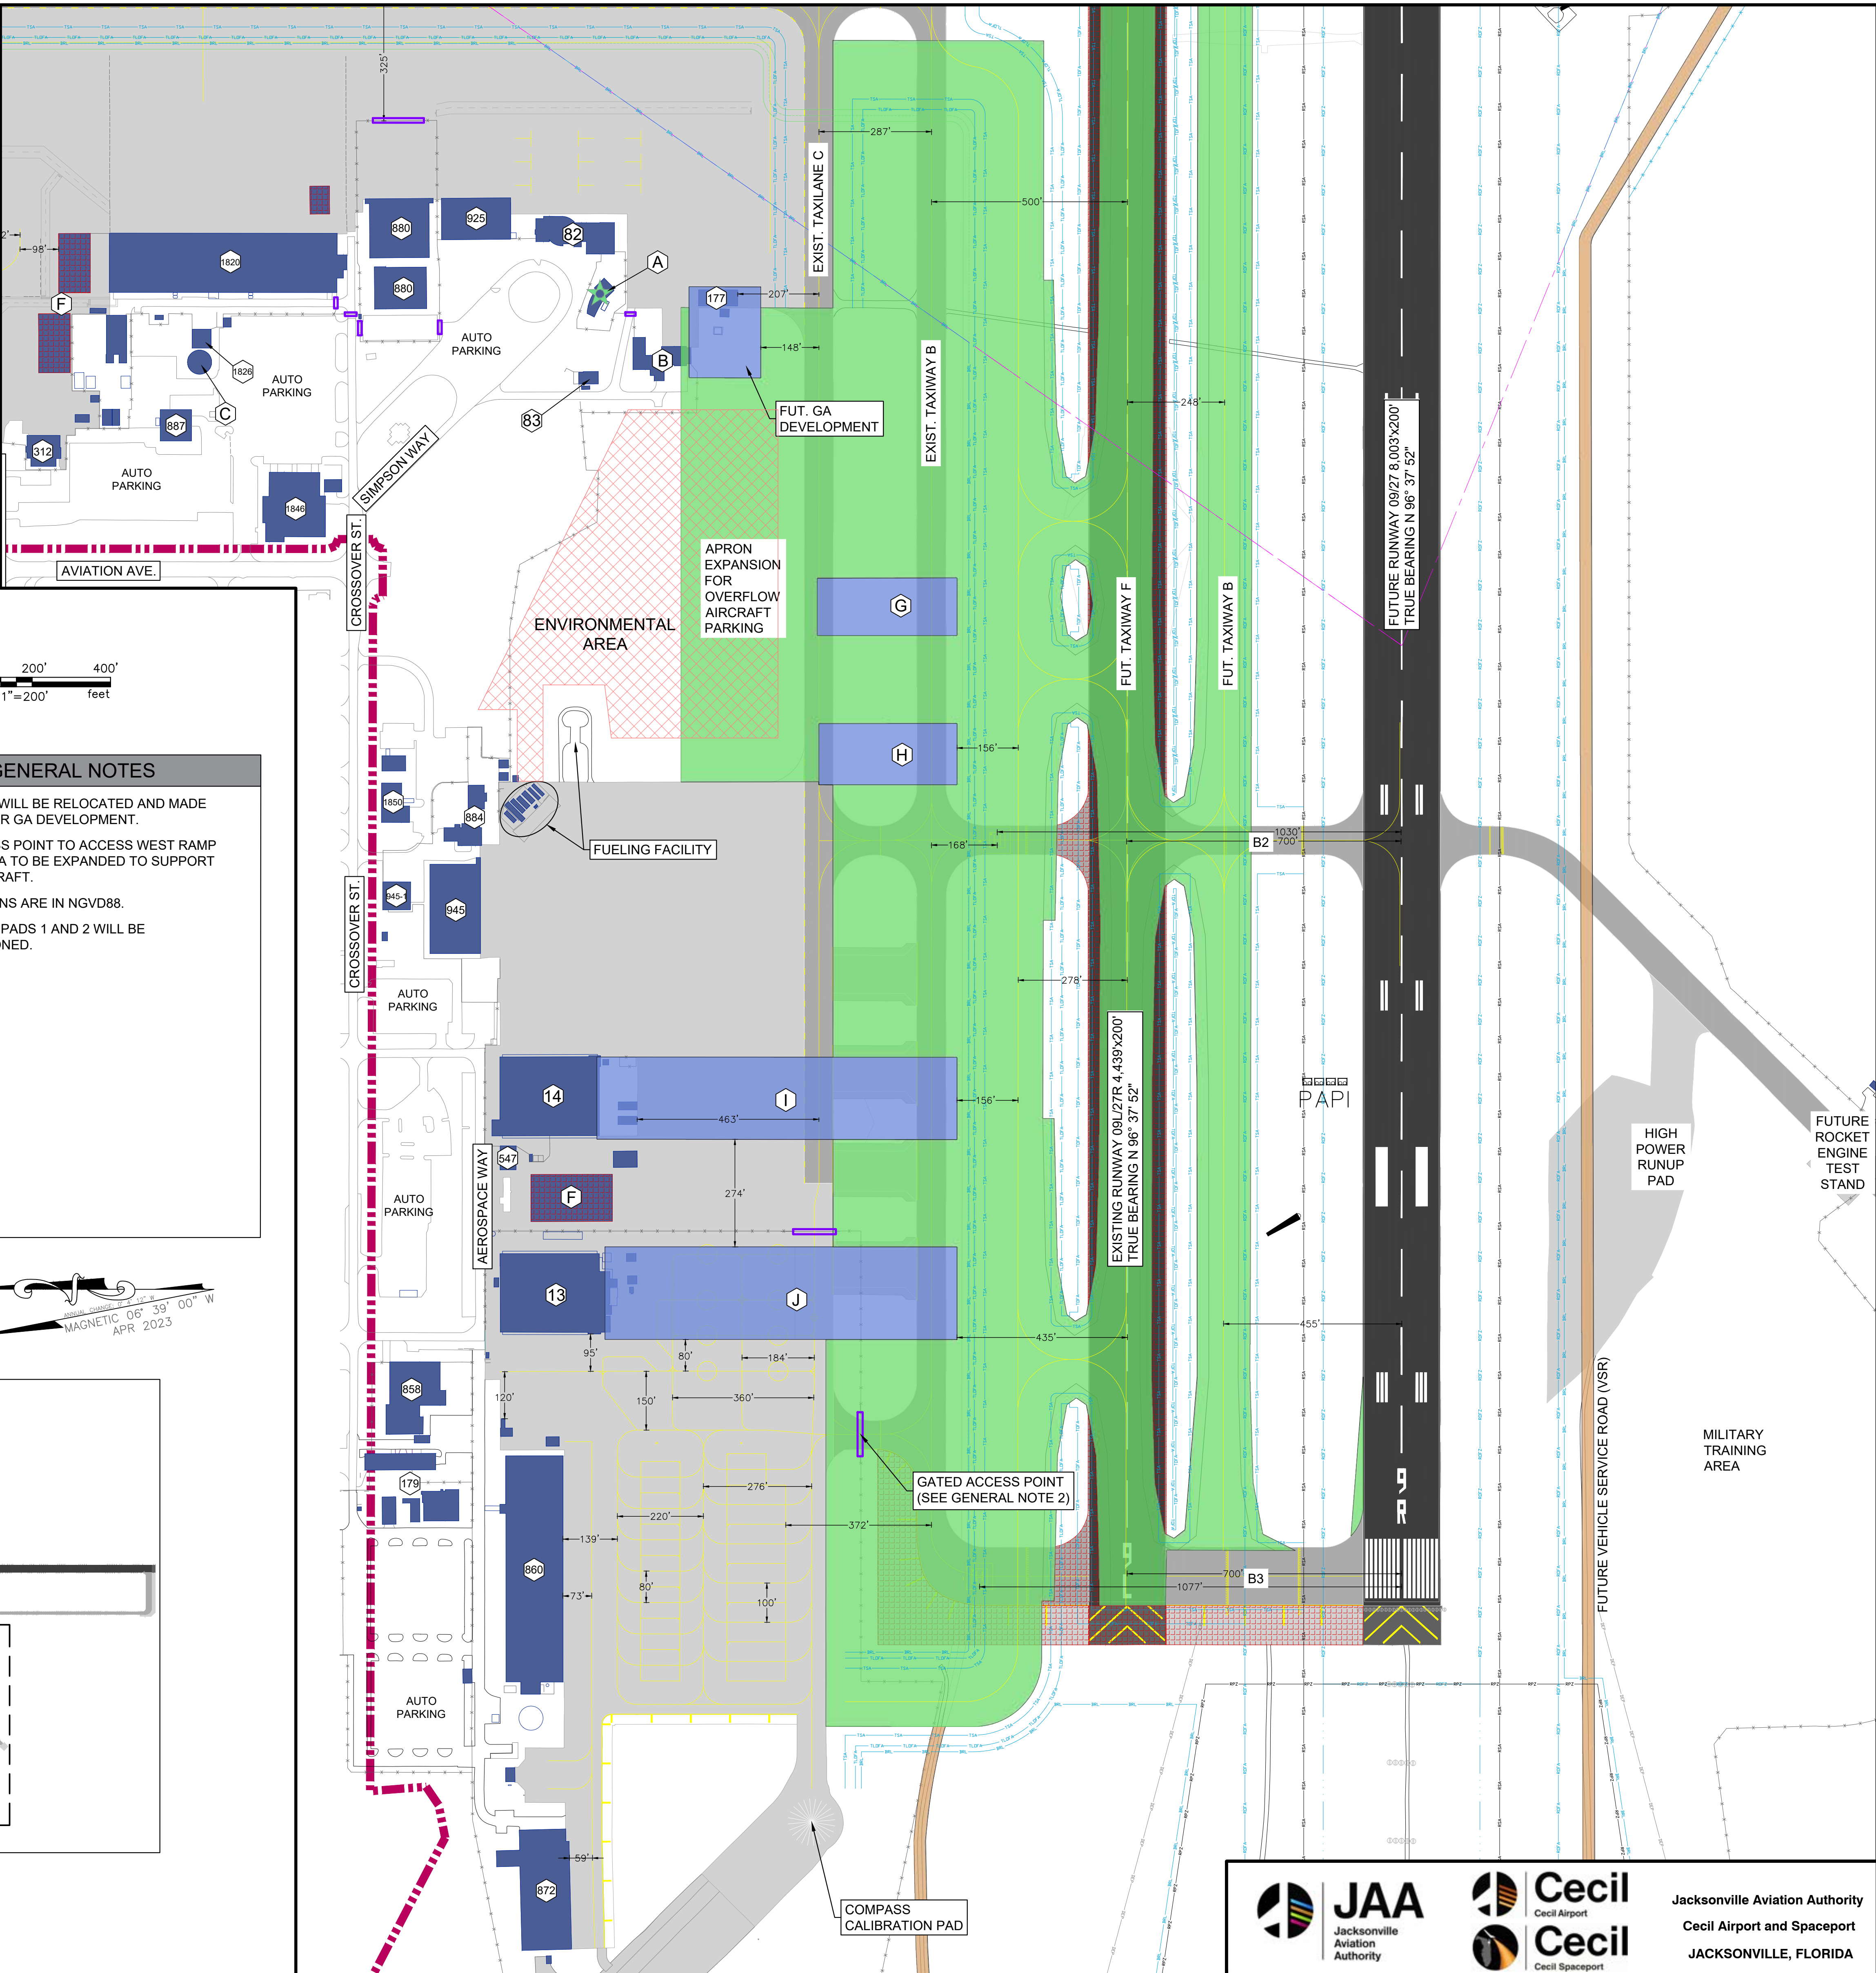 325'
287'
500'
EXIST. TAXILANE C
2'
98'
1820
F
880
880
925
82
A
177
207'
148'
B
AUTO
PARKING
AUTO
PARKING
1826
C
83
887
312
AUTO
PARKING
1846
SIMPSON WAY
CROSSOVER ST.
AVIATION AVE.
FUT. GA
DEVELOPMENT
EXIST. TAXIWAY B
248'
FUTURE RUNWAY 09/27 8,003'x200'
TRUE BEARING N 96° 37' 52"
APRON
EXPANSION
FOR
OVERFLOW
AIRCRAFT
PARKING
ENVIRONMENTAL
AREA
G
FUT. TAXIWAY F
FUT. TAXIWAY B
H
156'
200'
400'
1"=200'
feet
GENERAL NOTES
WILL BE RELOCATED AND MADE
R GA DEVELOPMENT.
SS POINT TO ACCESS WEST RAMP
A TO BE EXPANDED TO SUPPORT
RAFT.
NS ARE IN NGVD88.
PADS 1 AND 2 WILL BE
ONED.
1850
884
FUELING FACILITY
168'
1030'
B2
700'
945-1
945
CROSSOVER ST.
AUTO
PARKING
278'
EXISTING RUNWAY 09L/27R 4,439'x200'
TRUE BEARING N 96° 37' 52"
14
I
463'
156'
PAPI
HIGH
POWER
RUNUP
PAD
FUTURE
ROCKET
ENGINE
TEST
STAND
547
AEROSPACE WAY
AUTO
PARKING
F
274'
13
J
435'
455'
ANNUAL CHANGE: 0° 4' 12" W
MAGNETIC 06° 39' 00" W
APR 2023
95'
80'
184'
858
120'
150'
360'
FUTURE VEHICLE SERVICE ROAD (VSR)
MILITARY
TRAINING
AREA
179
GATED ACCESS POINT
(SEE GENERAL NOTE 2)
276'
220'
372'
139'
860
80'
73'
100'
9
L
9
R
700'
B3
1077'
AUTO
PARKING
59'
872
COMPASS
CALIBRATION PAD
JAA
Jacksonville
Aviation
Authority
Cecil
Cecil Airport
Cecil
Cecil Spaceport
Jacksonville Aviation Authority
Cecil Airport and Spaceport
JACKSONVILLE, FLORIDA